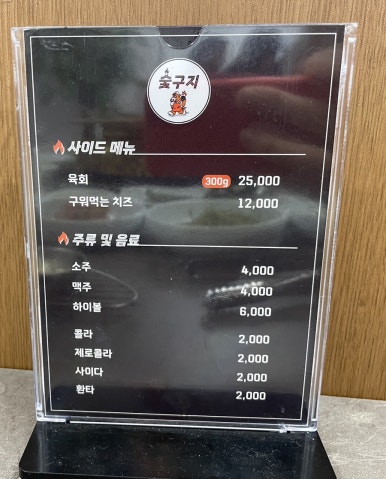 숯구지
사이드 메뉴
육회 300g 25,000
구워먹는 치즈 12,000
주류 및 음료
소주 4,000
맥주 4,000
하이볼 6,000
콜라 2,000
제로콜라 2,000
사이다 2,000
환타 2,000